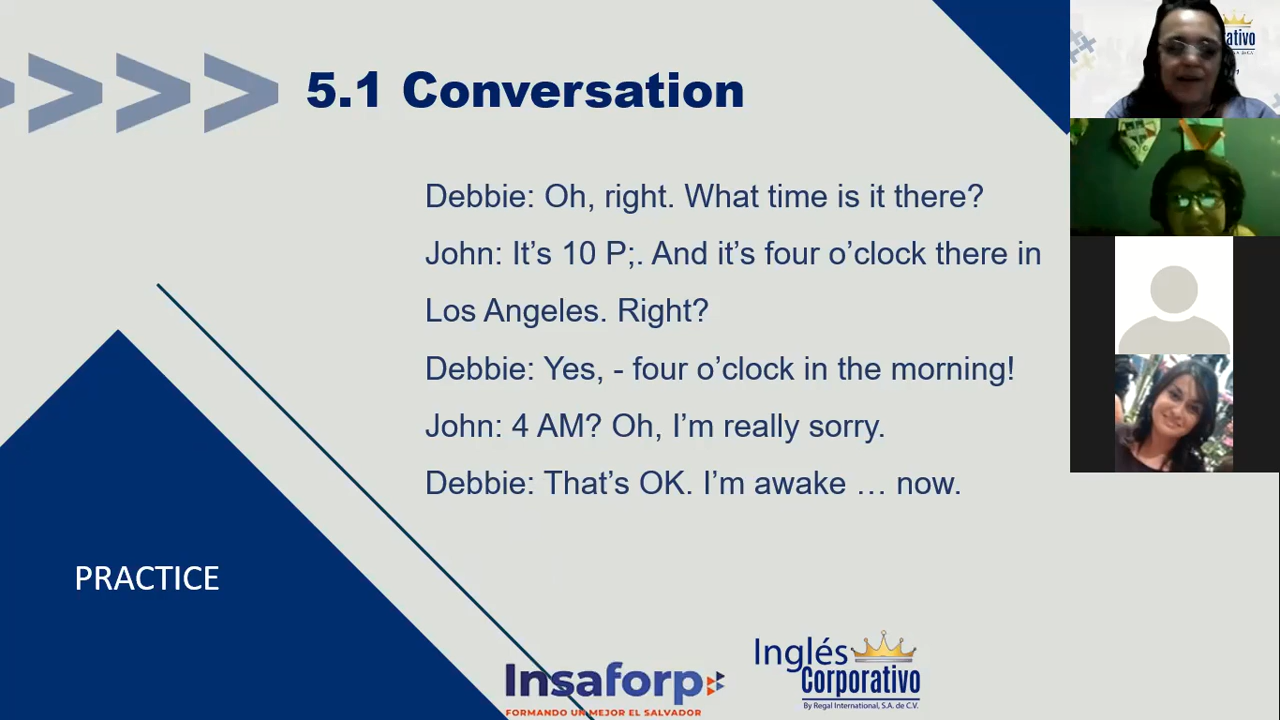 5.1 Conversation
Debbie: Oh, right. What time is it there?
John: It's 10 P;. And it's four o'clock there in
Los Angeles. Right?
Debbie: Yes, - four o'clock in the morning!
John: 4 AM? Oh, I'm really sorry.
Debbie: That's OK. I'm awake … now.
PRACTICE
Insaforp
FORMANDO UN MEJOR EL SALVADOR
Inglés
Corporativo
By Regal International, S.A. de C.V.